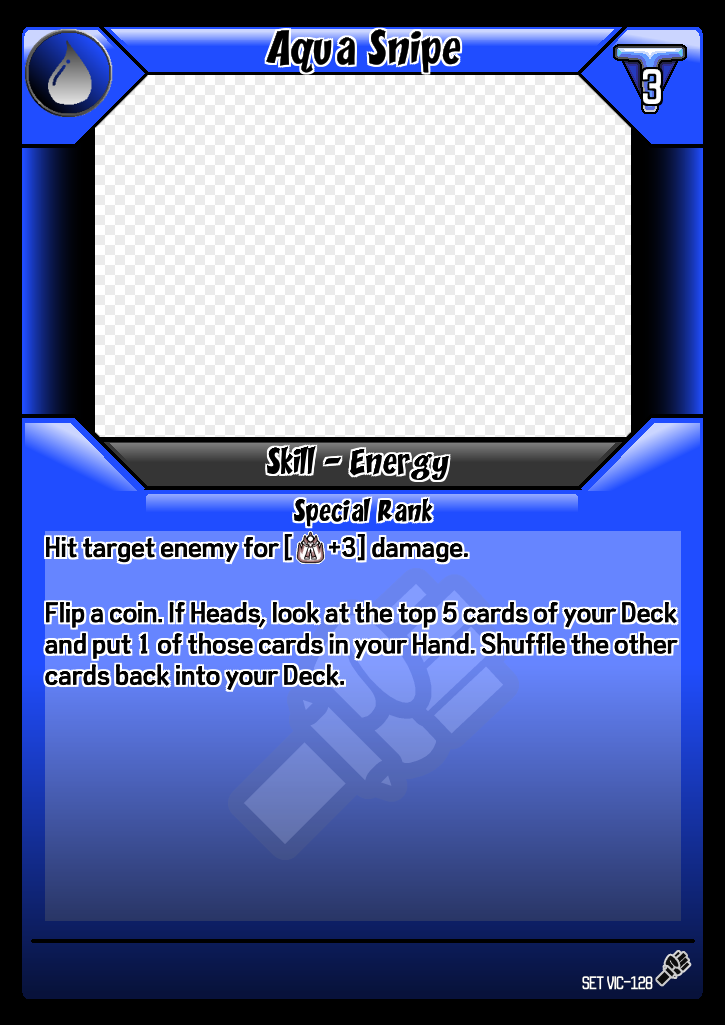 Aqua Snipe
3
Skill - Energy
Special Rank
Hit target enemy for [ +3] damage.
Flip a coin. If Heads, look at the top 5 cards of your Deck
and put 1 of those cards in your Hand. Shuffle the other
cards back into your Deck.
SET VIC-128